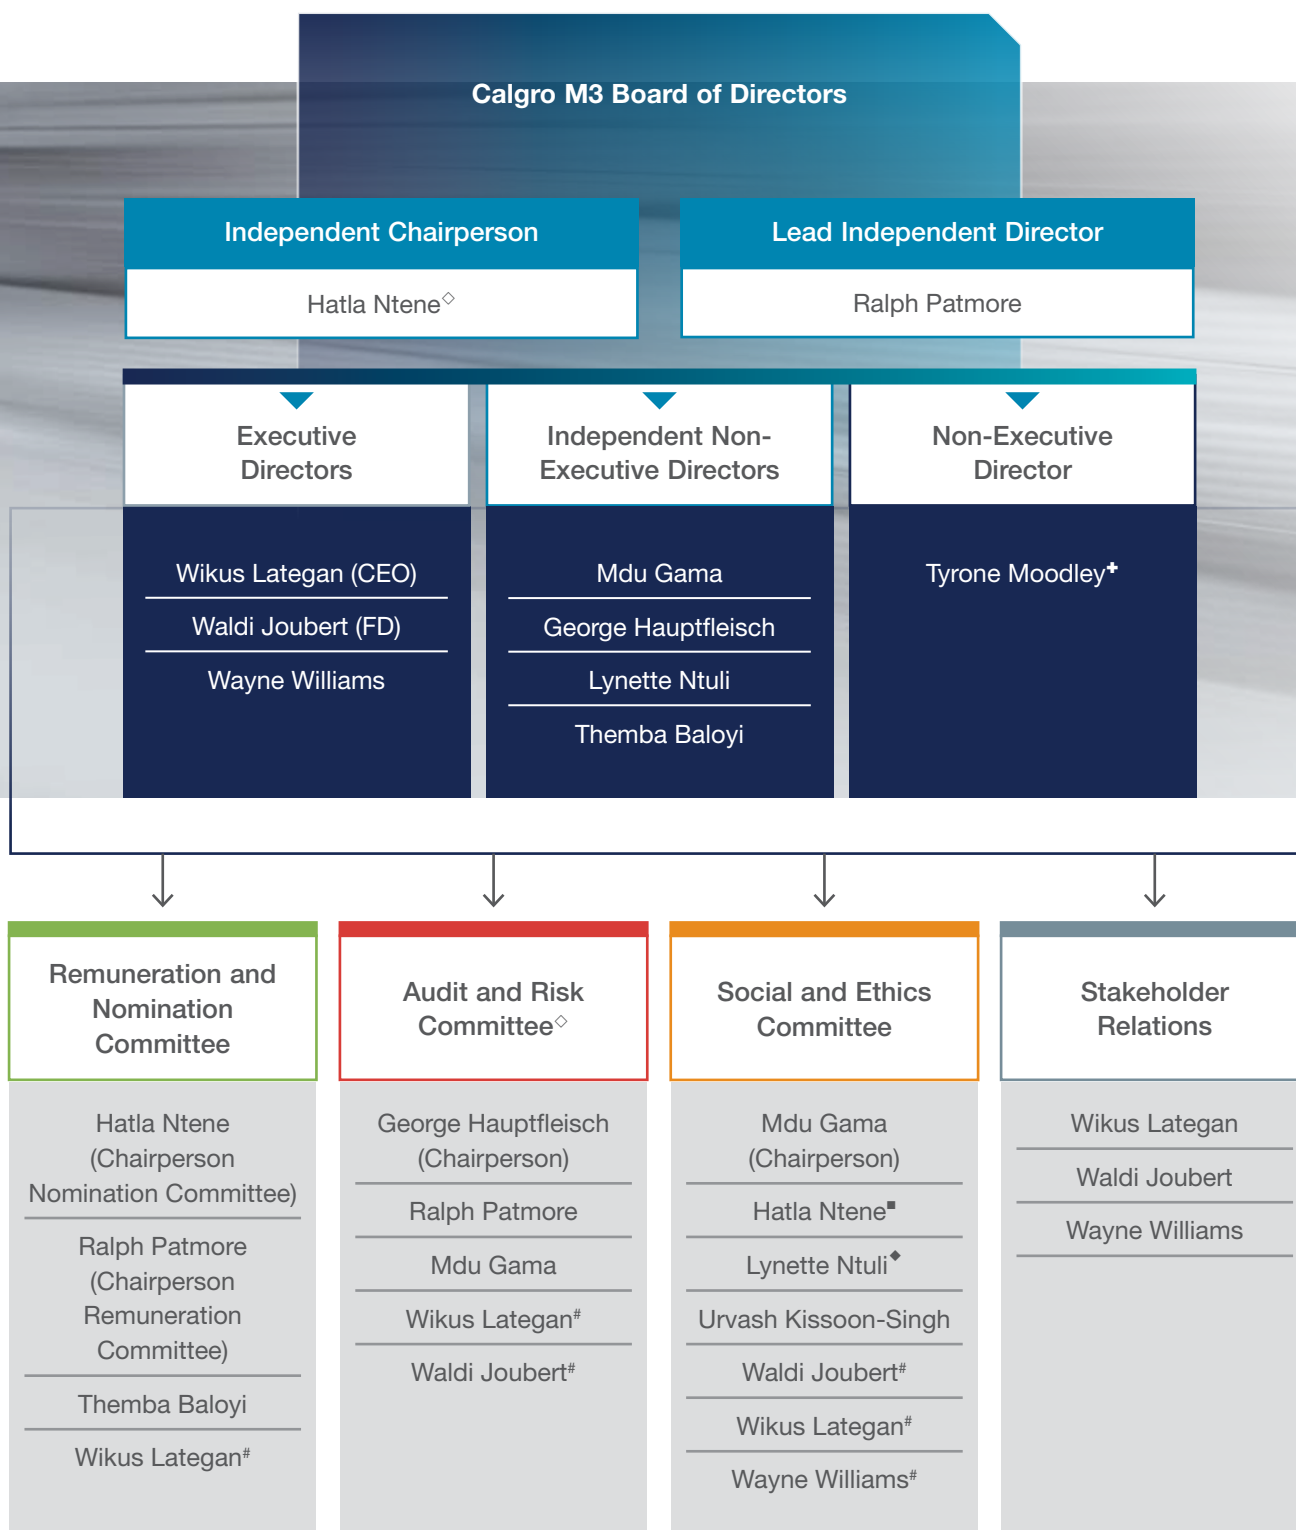 Calgro M3 Board of Directors
Independent Chairperson
Hatla Ntene◇
Lead Independent Director
Ralph Patmore
Executive
Directors
Wikus Lategan (CEO)
Waldi Joubert (FD)
Wayne Williams
Independent Non-
Executive Directors
Mdu Gama
George Hauptfleisch
Lynette Ntuli
Themba Baloyi
Non-Executive
Director
Tyrone Moodley✚
Remuneration and
Nomination
Committee
Hatla Ntene
(Chairperson
Nomination Committee)
Ralph Patmore
(Chairperson
Remuneration
Committee)
Themba Baloyi
Wikus Lategan#
Audit and Risk
Committee◇
George Hauptfleisch
(Chairperson)
Ralph Patmore
Mdu Gama
Wikus Lategan#
Waldi Joubert#
Social and Ethics
Committee
Mdu Gama
(Chairperson)
Hatla Ntene■
Lynette Ntuli◆
Urvash Kissoon-Singh
Waldi Joubert#
Wikus Lategan#
Wayne Williams#
Stakeholder
Relations
Wikus Lategan
Waldi Joubert
Wayne Williams